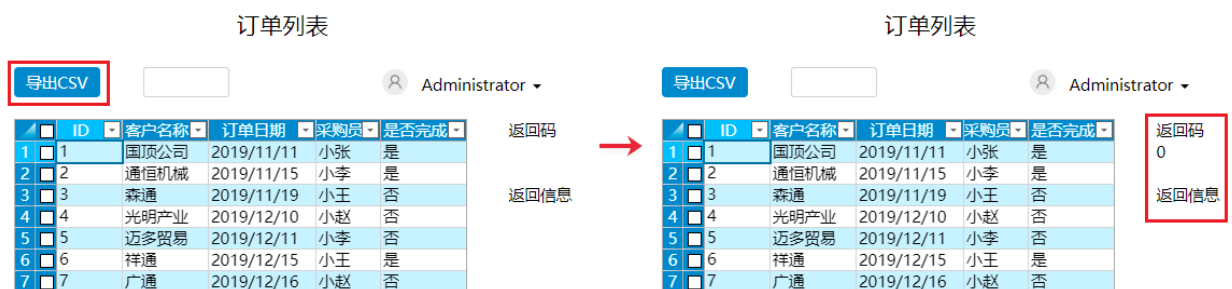 订单列表
导出CSV
Administrator
ID 客户名称 订单日期 采购员 是否完成
1 1 国顶公司 2019/11/11 小张 是
2 2 通恒机械 2019/11/15 小李 是
3 3 森通 2019/11/19 小王 否
4 4 光明产业 2019/12/10 小赵 否
5 5 迈多贸易 2019/12/11 小李 否
6 6 祥通 2019/12/15 小王 是
7 7 广通 2019/12/16 小赵 否
返回码
返回信息
订单列表
导出CSV
Administrator
ID 客户名称 订单日期 采购员 是否完成
1 1 国顶公司 2019/11/11 小张 是
2 2 通恒机械 2019/11/15 小李 是
3 3 森通 2019/11/19 小王 否
4 4 光明产业 2019/12/10 小赵 否
5 5 迈多贸易 2019/12/11 小李 否
6 6 祥通 2019/12/15 小王 是
7 7 广通 2019/12/16 小赵 否
返回码
0
返回信息